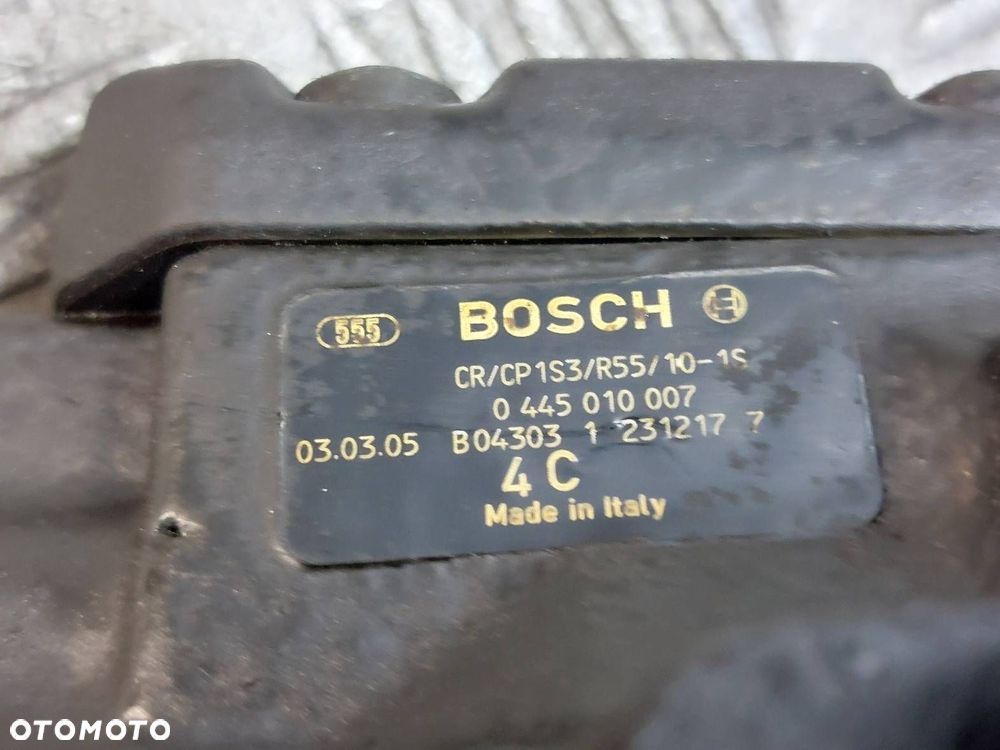 555 BOSCH
CR/CP1S3/R55/10-1S
0 445 010 007
03.03.05 B04303 1 231217 7
4C
Made in Italy
OTOMOTO